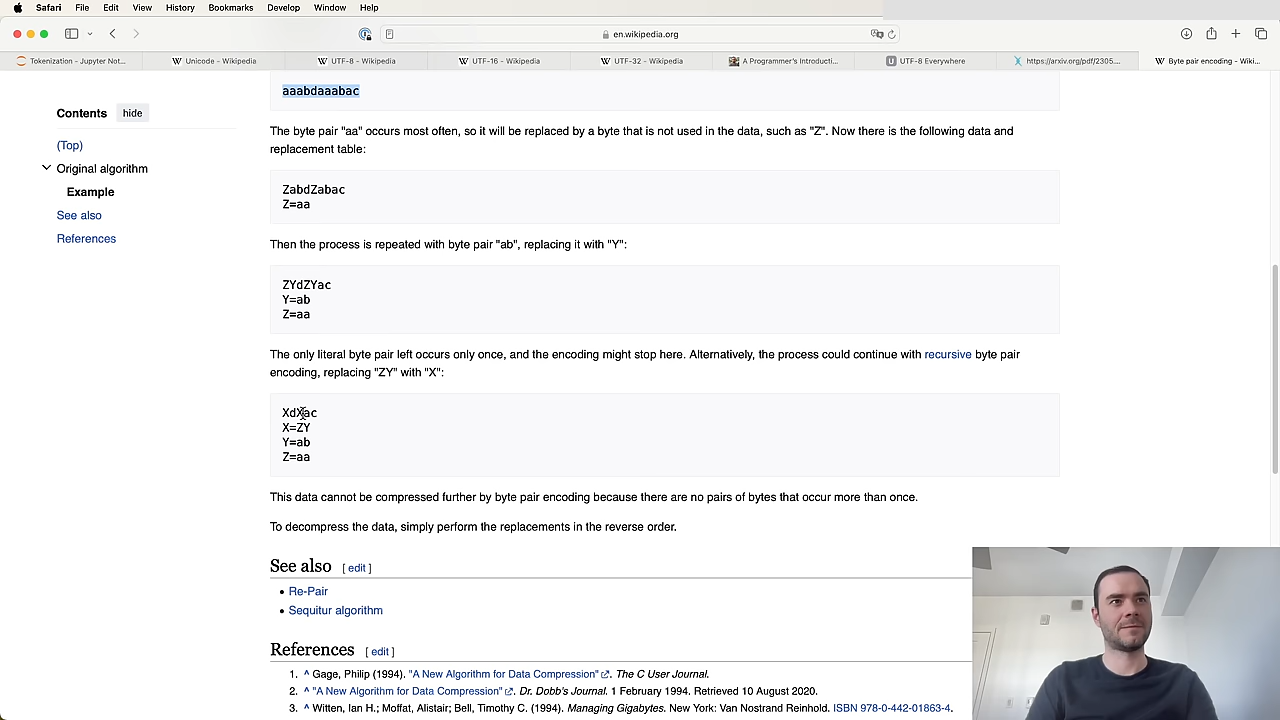 Safari File Edit View History Bookmarks Develop Window Help
en.wikipedia.org
Tokenization - Jupyter Not... Unicode - Wikipedia UTF-8 - Wikipedia UTF-16 - Wikipedia UTF-32 - Wikipedia A Programmer's Introducti... UTF-8 Everywhere https://arxiv.org/pdf/2305.... Byte pair encoding - Wiki...
Contents hide
(Top)
Original algorithm
Example
See also
References
aaabdaaabac
The byte pair "aa" occurs most often, so it will be replaced by a byte that is not used in the data, such as "Z". Now there is the following data and
replacement table:
ZabdZabac
Z=aa
Then the process is repeated with byte pair "ab", replacing it with "Y":
ZYdZYac
Y=ab
Z=aa
The only literal byte pair left occurs only once, and the encoding might stop here. Alternatively, the process could continue with recursive byte pair
encoding, replacing "ZY" with "X":
XdXac
X=ZY
Y=ab
Z=aa
This data cannot be compressed further by byte pair encoding because there are no pairs of bytes that occur more than once.
To decompress the data, simply perform the replacements in the reverse order.
See also [ edit ]
• Re-Pair
• Sequitur algorithm
References [ edit ]
1. ^ Gage, Philip (1994). "A New Algorithm for Data Compression". The C User Journal.
2. ^ "A New Algorithm for Data Compression". Dr. Dobb's Journal. 1 February 1994. Retrieved 10 August 2020.
3. ^ Witten, Ian H.; Moffat, Alistair; Bell, Timothy C. (1994). Managing Gigabytes. New York: Van Nostrand Reinhold. ISBN 978-0-442-01863-4.